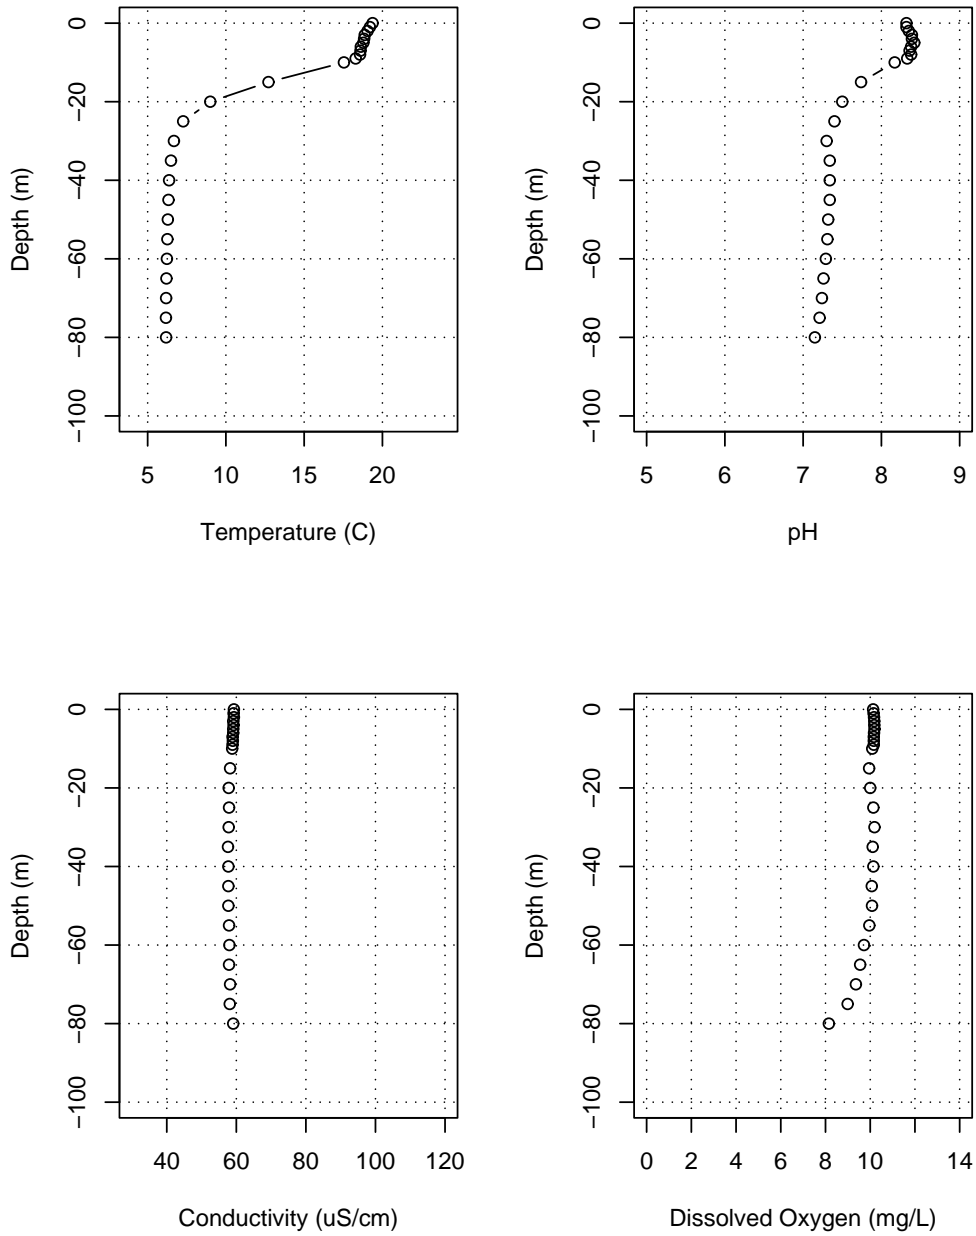 0
−20
−40
−60
−80
−100
Depth (m)
5 10 15 20
Temperature (C)
0
−20
−40
−60
−80
−100
Depth (m)
5 6 7 8 9
pH
0
−20
−40
−60
−80
−100
Depth (m)
40 60 80 100 120
Conductivity (uS/cm)
0
−20
−40
−60
−80
−100
Depth (m)
0 2 4 6 8 10 14
Dissolved Oxygen (mg/L)